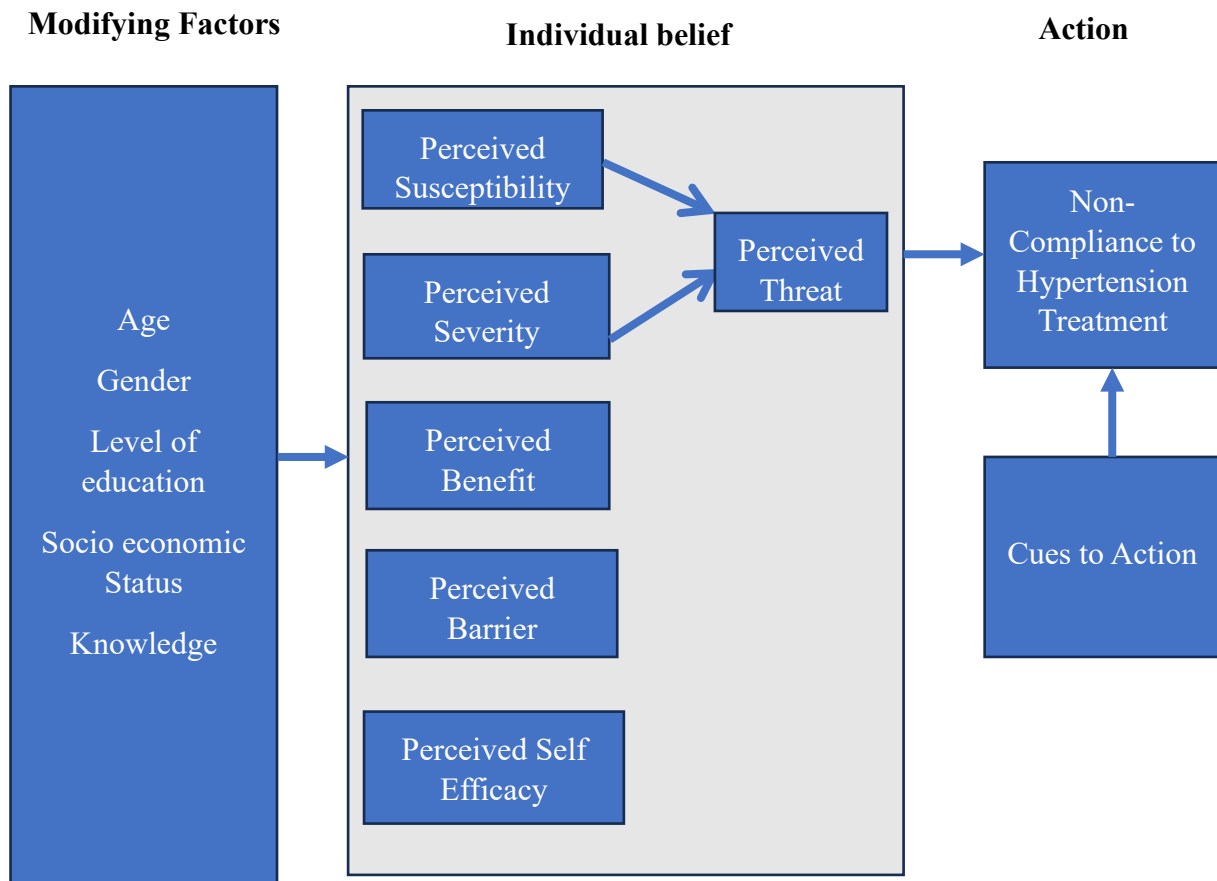 Modifying Factors
Individual belief
Action
Age
Gender
Level of
education
Socio economic
Status
Knowledge
Perceived
Susceptibility
Perceived
Severity
Perceived
Threat
Perceived
Benefit
Perceived
Barrier
Perceived Self
Efficacy
Non-
Compliance to
Hypertension
Treatment
Cues to Action